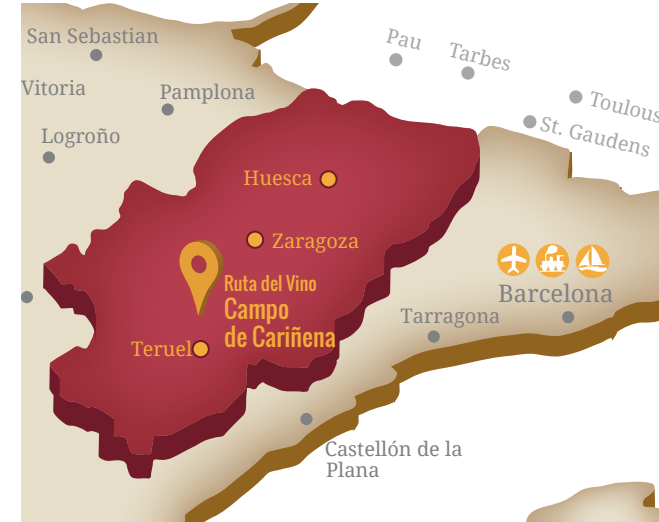 San Sebastian
Pau
Tarbes
Vitoria
Pamplona
Toulous
St. Gaudens
Logroño
Huesca
Zaragoza
Ruta del Vino
Campo
de Cariñena
Barcelona
Tarragona
Teruel
Castellón de la
Plana